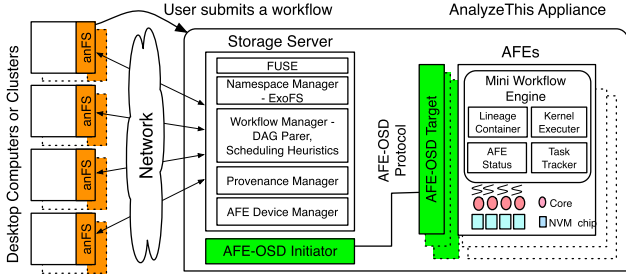 User submits a workflow
AnalyzeThis Appliance
Desktop Computers or Clusters
anFS
anFS
anFS
anFS
Network
Storage Server
FUSE
Namespace Manager
- ExoFS
Workflow Manager -
DAG Parer,
Scheduling Heuristics
Provenance Manager
AFE Device Manager
AFE-OSD Initiator
AFE-OSD
Protocol
AFE-OSD Target
AFEs
Mini Workflow
Engine
Lineage
Container
Kernel
Executer
AFE
Status
Task
Tracker
Core
NVM chip